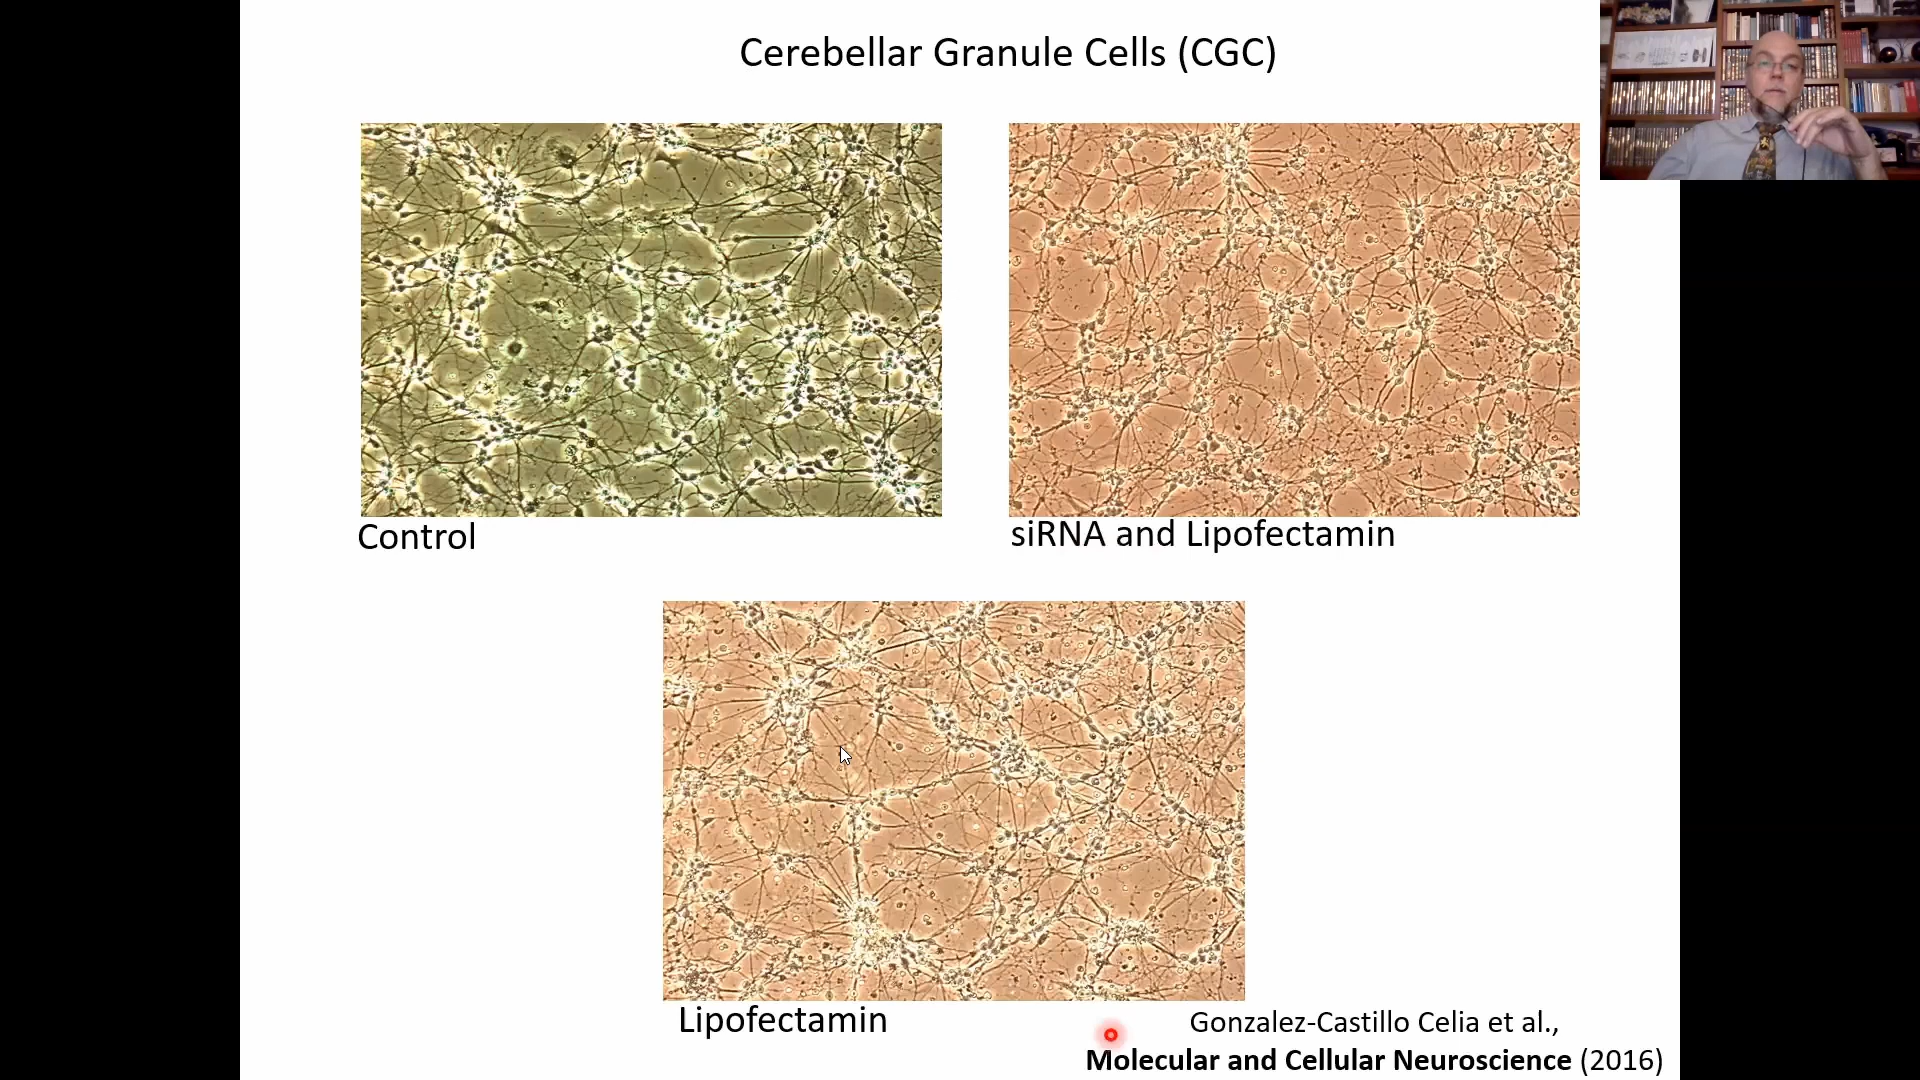 Cerebellar Granule Cells (CGC)
Control
siRNA and Lipofectamin
Lipofectamin
Gonzalez-Castillo Celia et al.,
Molecular and Cellular Neuroscience (2016)